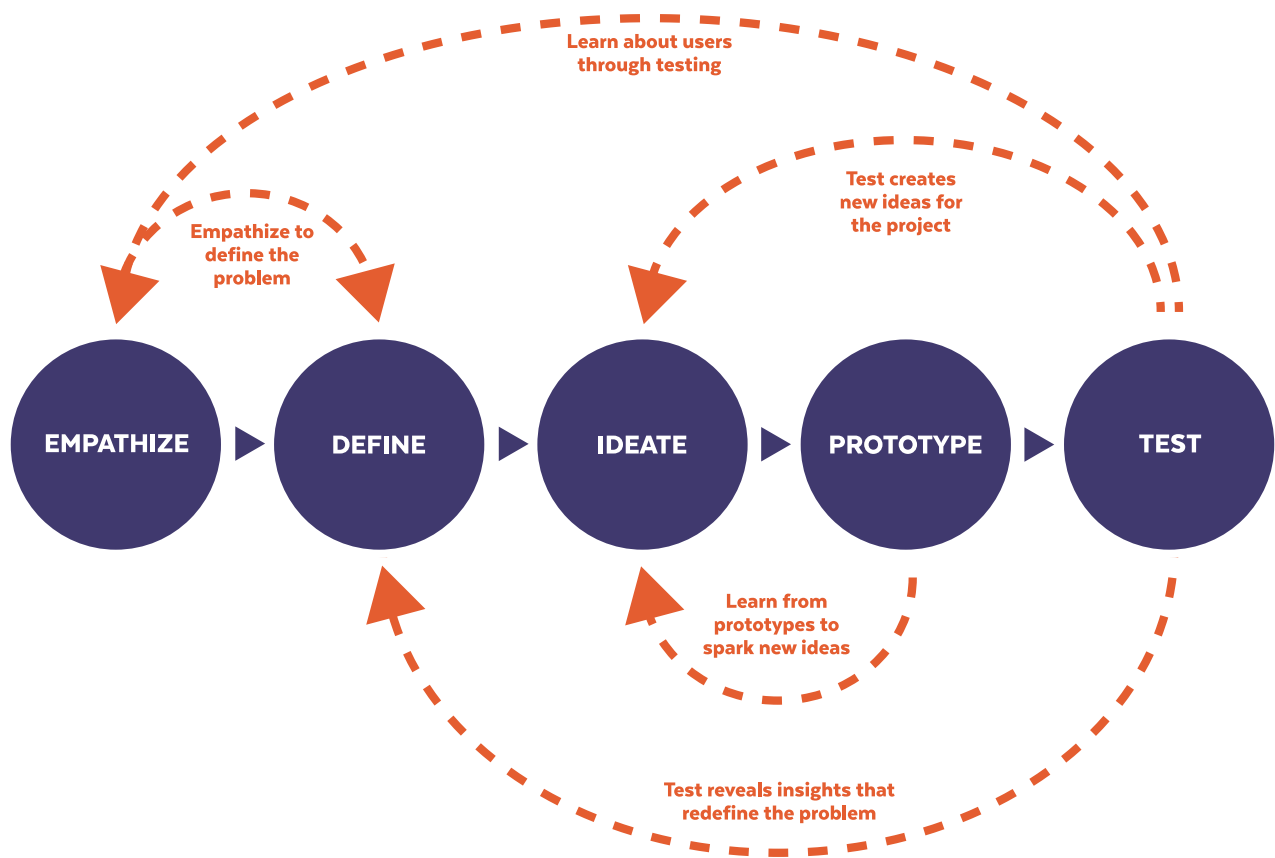 Learn about users
through testing
Test creates
new ideas for
the project
Empathize to
define the
problem
EMPATHIZE
DEFINE
IDEATE
PROTOTYPE
TEST
Learn from
prototypes to
spark new ideas
Test reveals insights that
redefine the problem